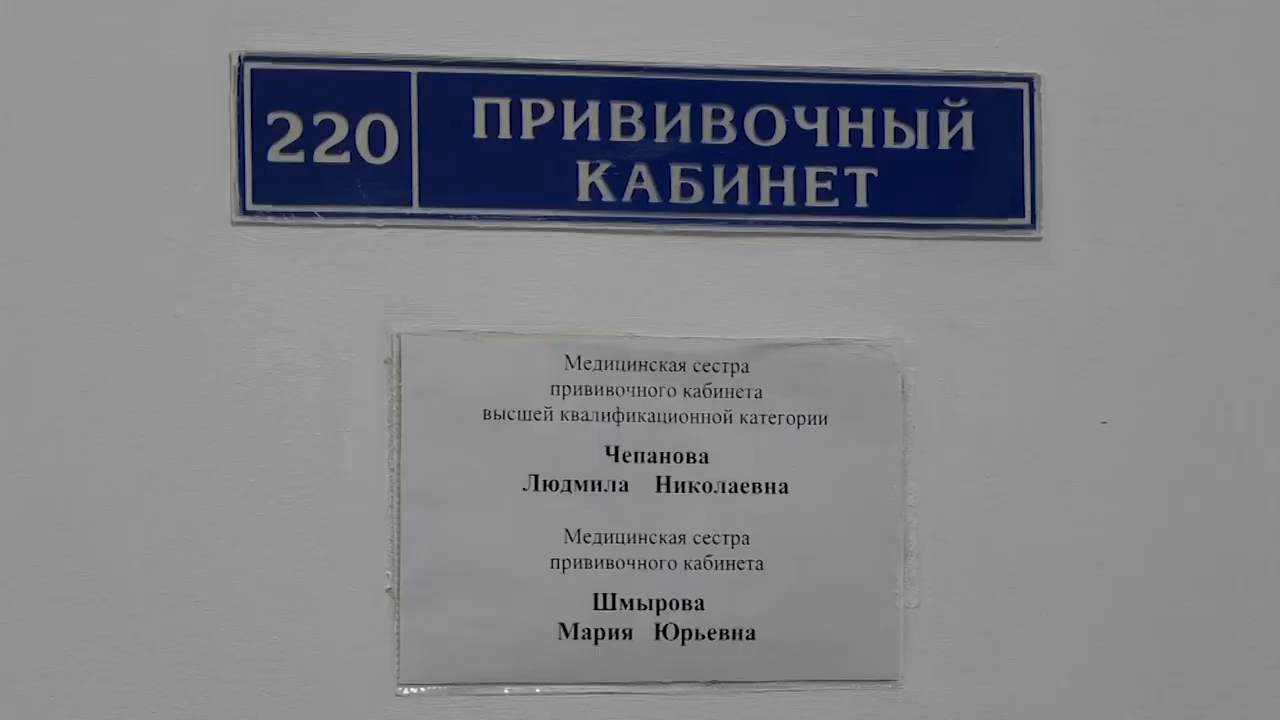 220
ПРИВИВОЧНЫЙ
КАБИНЕТ
Медицинская сестра
прививочного кабинета
высшей квалификационной категории
Чепанова
Людмила Николаевна
Медицинская сестра
прививочного кабинета
Шмырова
Мария Юрьевна